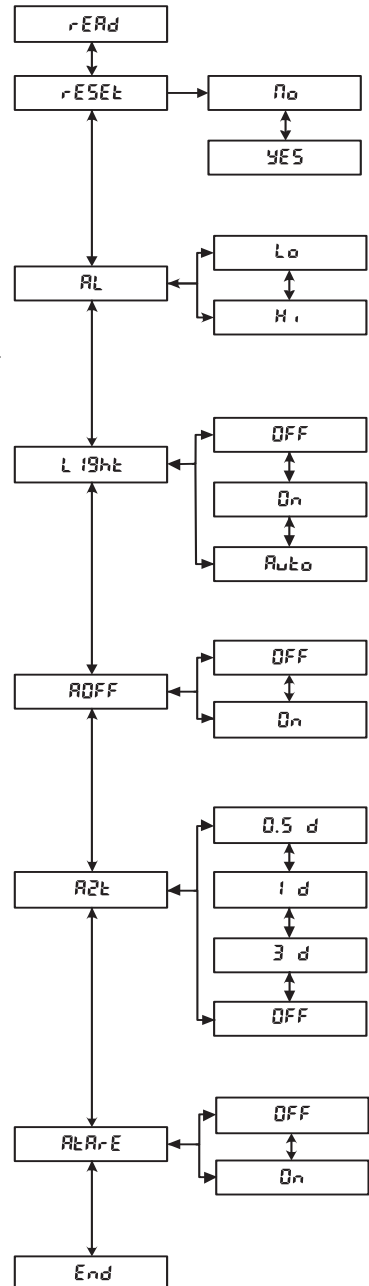 rEAd
rESEt
No
YES
AL
Lo
Hi
LIght
OFF
On
Auto
AOFF
OFF
On
AZt
0.5 d
1 d
3 d
OFF
AtArE
OFF
On
End